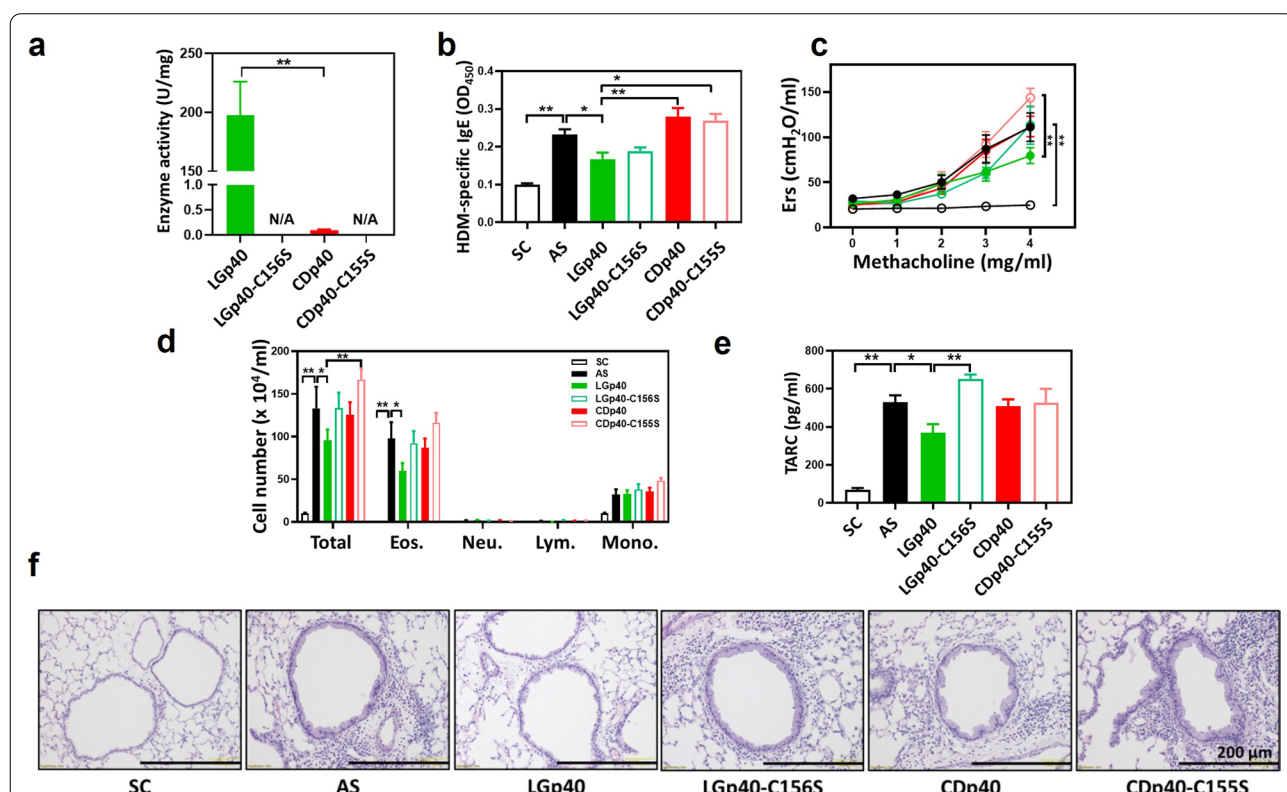 a
Enzyme activity (U/mg)
250
200
150
1.0
0.5
0.0
**
N/A
N/A
LGp40
LGp40-C156S
CDp40
CDp40-C155S
b
HDM-specific IgE (OD450)
0.4
0.3
0.2
0.1
0.0
*
**
**
*
SC
AS
LGp40
LGp40-C156S
CDp40
CDp40-C155S
c
Ers (cmH2O/ml)
150
100
50
0
**
**
0 1 2 3 4
Methacholine (mg/ml)
d
Cell number (x 10^4/ml)
200
150
100
50
0
**
** *
** *
SC
AS
LGp40
LGp40-C156S
CDp40
CDp40-C155S
Total Eos. Neu. Lym. Mono.
e
TARC (pg/ml)
800
600
400
200
0
** * **
SC
AS
LGp40
LGp40-C156S
CDp40
CDp40-C155S
f
200 μm
SC AS LGp40 LGp40-C156S CDp40 CDp40-C155S